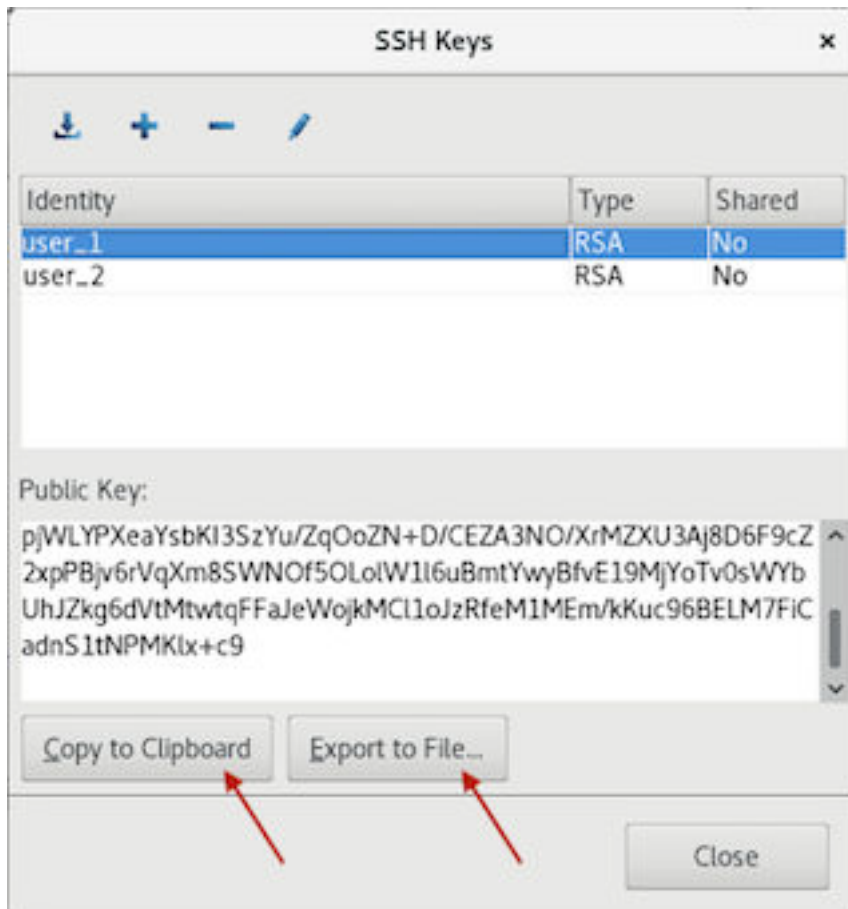 SSH Keys
Identity Type Shared
user_1 RSA No
user_2 RSA No
Public Key:
pjWLYPXeaYsbKI3SzYu/ZqOoZN+D/CEZA3NO/XrMZXU3Aj8D6F9cZ
2xpPBjv6rVqXm8SWNOf5OLolW1l6uBmtYwyBfvE19MjYoTv0sWYb
UhJZkg6dVtMtwtqFFaJeWojkMCl1oJzRfeM1MEm/kKuc96BELM7FiC
adnS1tNPMKlx+c9
Copy to Clipboard Export to File...
Close